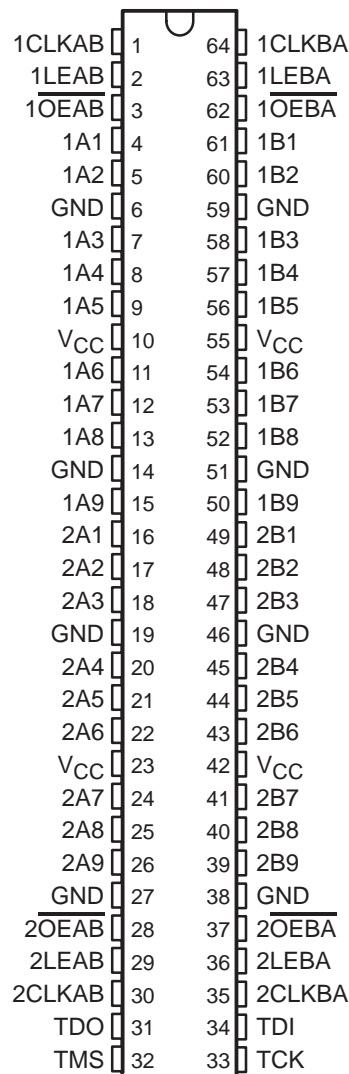 1CLKAB 1 64 1CLKBA
1LEAB 2 63 1LEBA
1O̅E̅A̅B̅ 3 62 1O̅E̅B̅A̅
1A1 4 61 1B1
1A2 5 60 1B2
GND 6 59 GND
1A3 7 58 1B3
1A4 8 57 1B4
1A5 9 56 1B5
VCC 10 55 VCC
1A6 11 54 1B6
1A7 12 53 1B7
1A8 13 52 1B8
GND 14 51 GND
1A9 15 50 1B9
2A1 16 49 2B1
2A2 17 48 2B2
2A3 18 47 2B3
GND 19 46 GND
2A4 20 45 2B4
2A5 21 44 2B5
2A6 22 43 2B6
VCC 23 42 VCC
2A7 24 41 2B7
2A8 25 40 2B8
2A9 26 39 2B9
GND 27 38 GND
2O̅E̅A̅B̅ 28 37 2O̅E̅B̅A̅
2LEAB 29 36 2LEBA
2CLKAB 30 35 2CLKBA
TDO 31 34 TDI
TMS 32 33 TCK